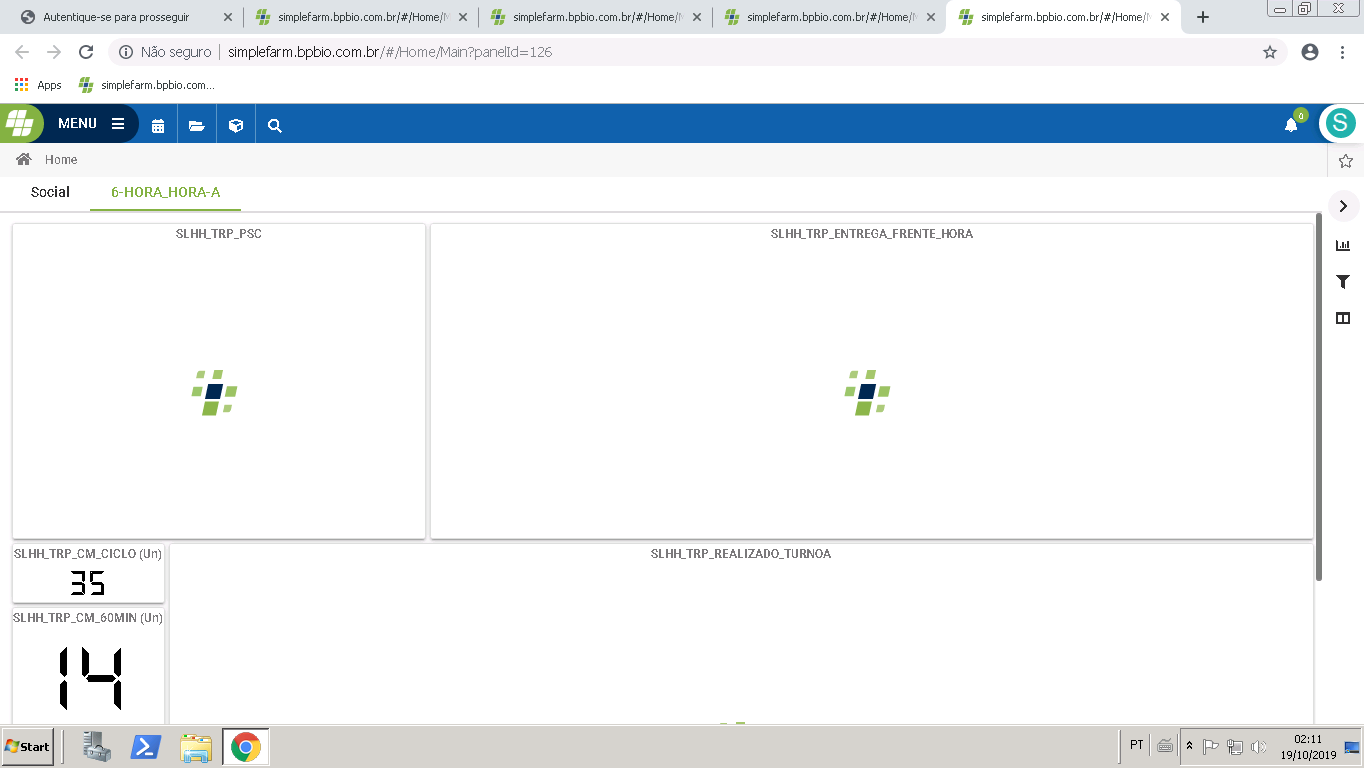 Autentique-se para prosseguir
simplefarm.bpbio.com.br/#/Home/M
simplefarm.bpbio.com.br/#/Home/M
simplefarm.bpbio.com.br/#/Home/M
simplefarm.bpbio.com.br/#/Home/M
Não seguro
simplefarm.bpbio.com.br/#/Home/Main?panelId=126
Apps
simplefarm.bpbio.com...
MENU
0
S
Home
Social
6-HORA_HORA-A
SLHH_TRP_PSC
SLHH_TRP_ENTREGA_FRENTE_HORA
SLHH_TRP_CM_CICLO (Un)
35
SLHH_TRP_REALIZADO_TURNOA
SLHH_TRP_CM_60MIN (Un)
14
Start
PT
02:11
19/10/2019